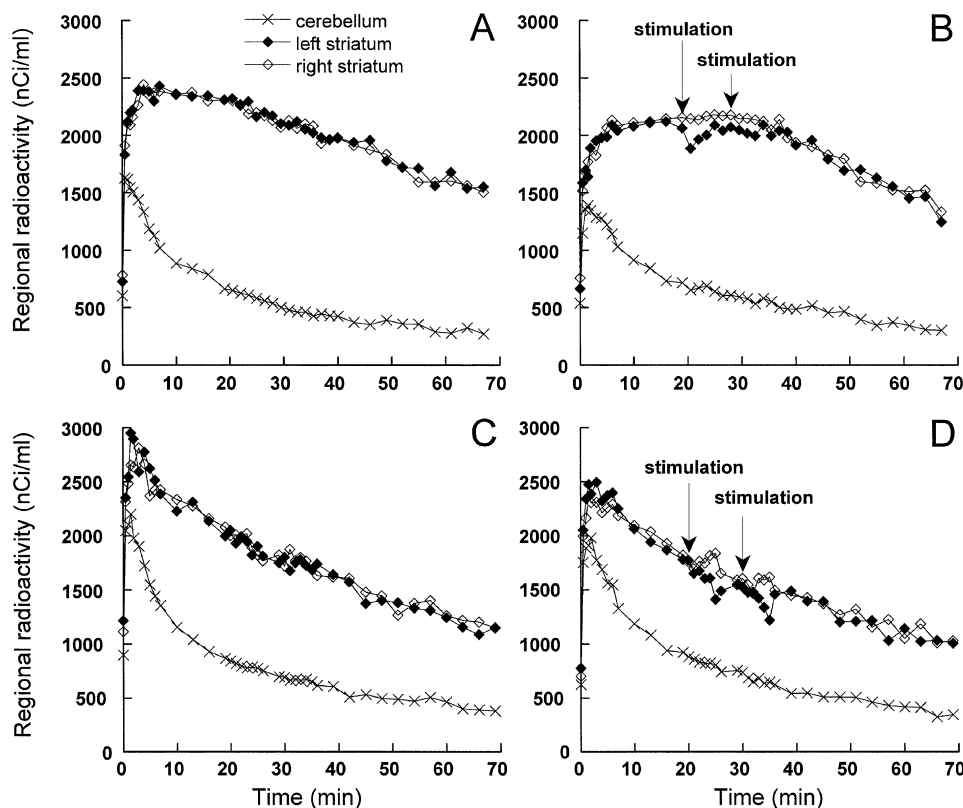 cerebellum
left striatum
right striatum
A
Regional radioactivity (nCi/ml)
3000
2500
2000
1500
1000
500
0
0 10 20 30 40 50 60 70
B
stimulation
stimulation
3000
2500
2000
1500
1000
500
0
0 10 20 30 40 50 60 70
C
Regional radioactivity (nCi/ml)
3000
2500
2000
1500
1000
500
0
0 10 20 30 40 50 60 70
Time (min)
D
stimulation
stimulation
3000
2500
2000
1500
1000
500
0
0 10 20 30 40 50 60 70
Time (min)